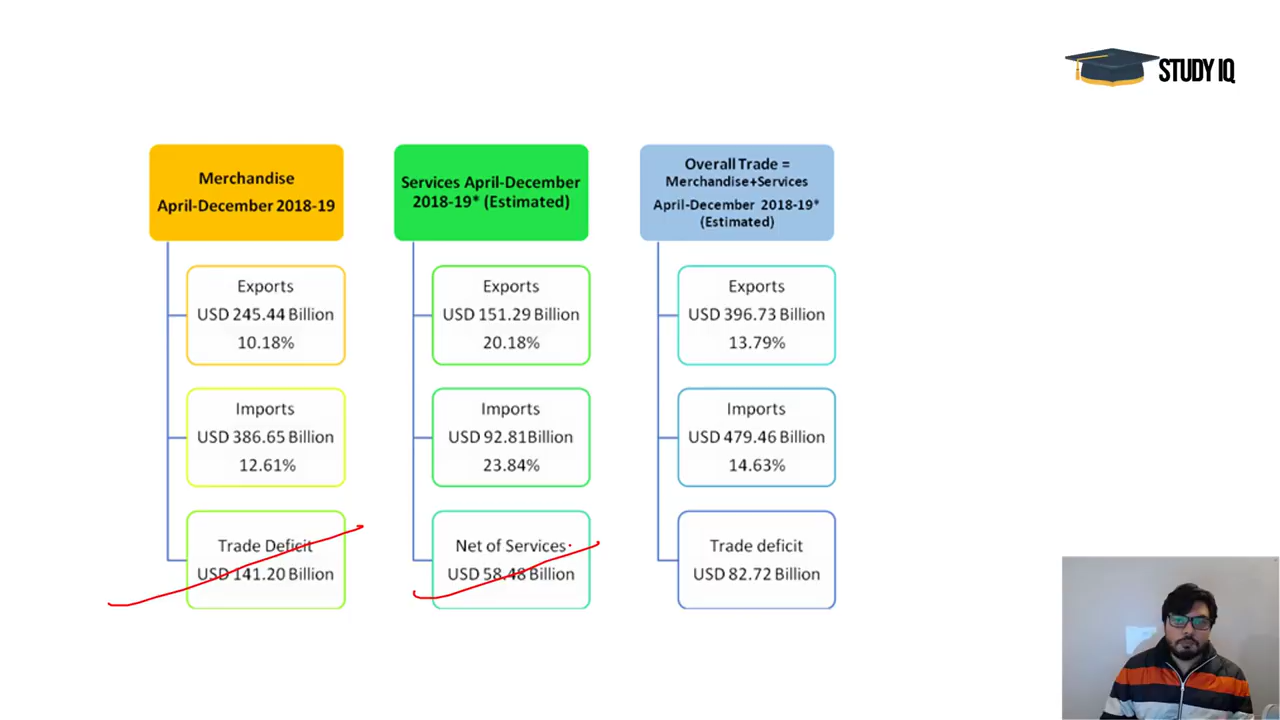 STUDY IQ
Merchandise
April-December 2018-19
Exports
USD 245.44 Billion
10.18%
Imports
USD 386.65 Billion
12.61%
Trade Deficit
USD 141.20 Billion
Services April-December
2018-19* (Estimated)
Exports
USD 151.29 Billion
20.18%
Imports
USD 92.81Billion
23.84%
Net of Services
USD 58.48 Billion
Overall Trade =
Merchandise+Services
April-December 2018-19*
(Estimated)
Exports
USD 396.73 Billion
13.79%
Imports
USD 479.46 Billion
14.63%
Trade deficit
USD 82.72 Billion